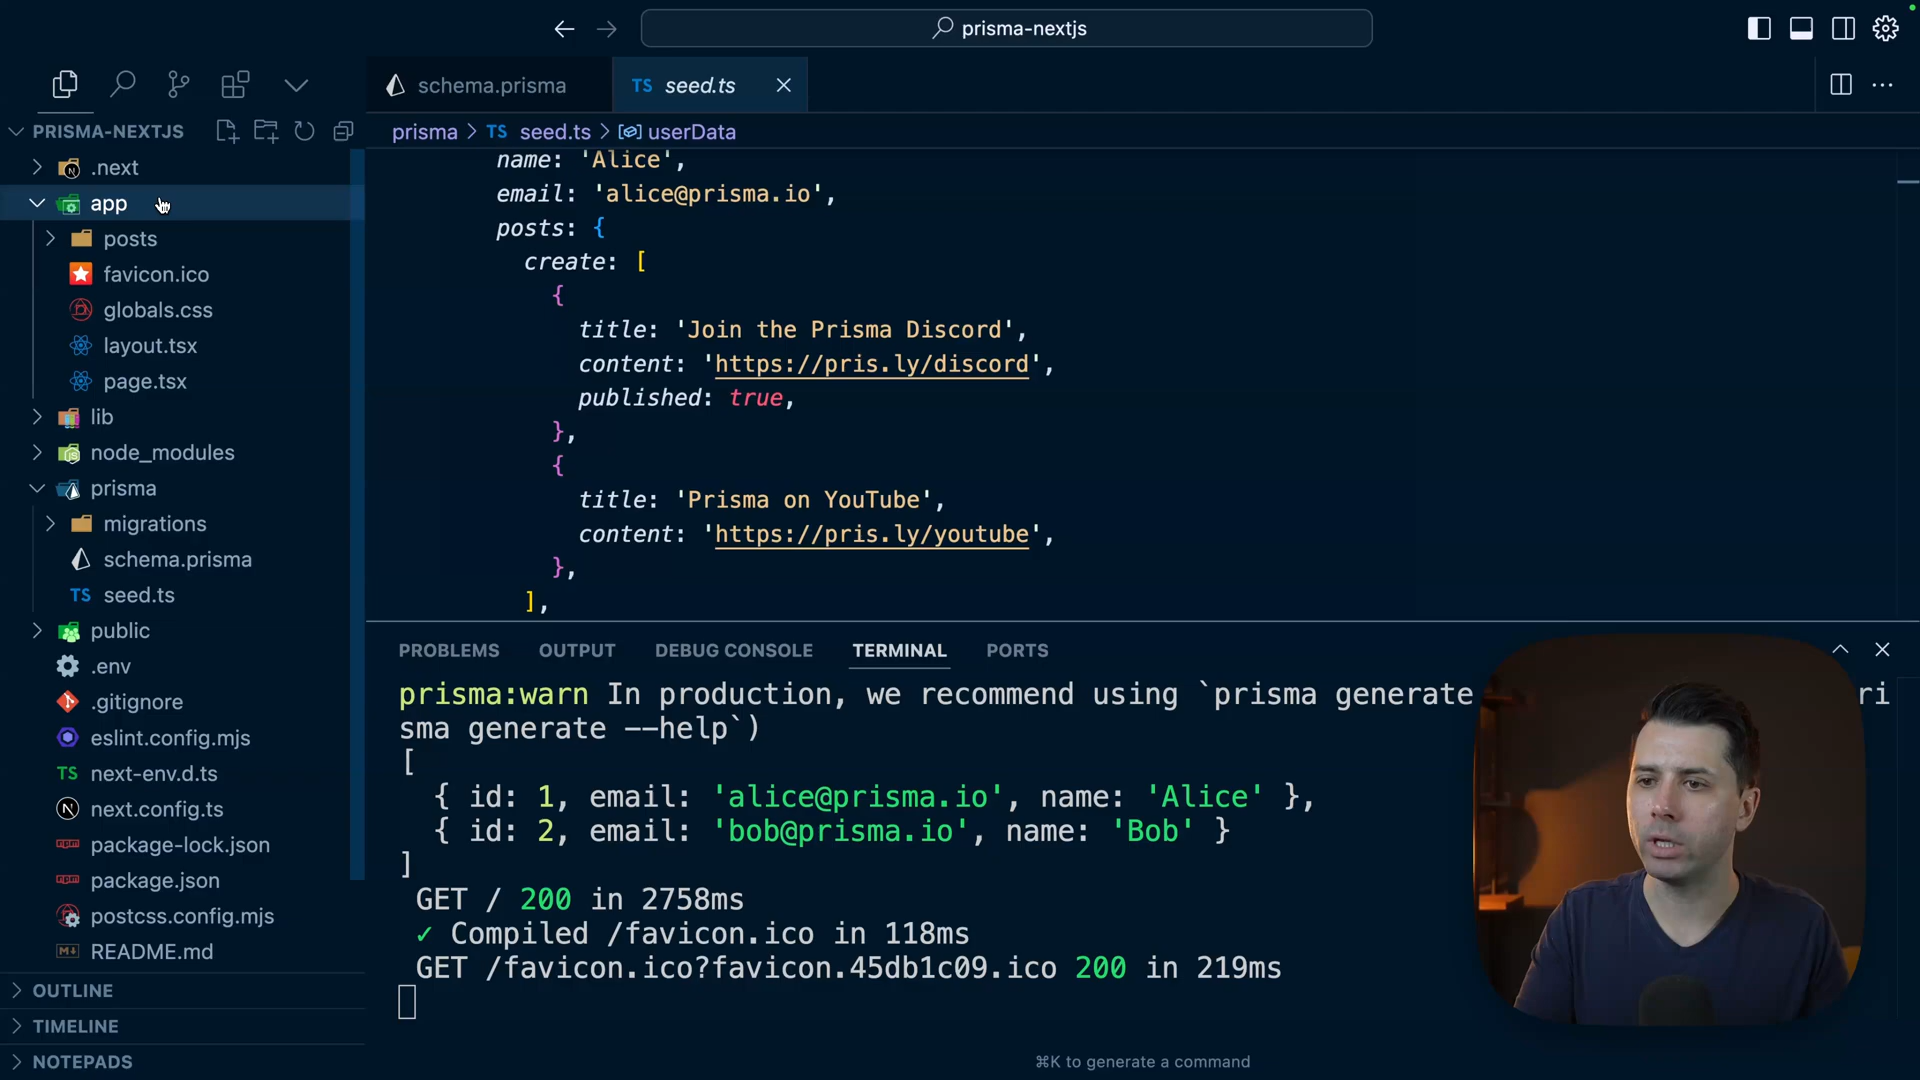 prisma-nextjs
schema.prisma
TS seed.ts
PRISMA-NEXTJS
prisma > TS seed.ts > userData
.next
app
posts
favicon.ico
globals.css
layout.tsx
page.tsx
lib
node_modules
prisma
migrations
schema.prisma
TS seed.ts
public
.env
.gitignore
eslint.config.mjs
TS next-env.d.ts
next.config.ts
package-lock.json
package.json
postcss.config.mjs
README.md
OUTLINE
TIMELINE
NOTEPADS
name: 'Alice',
email: 'alice@prisma.io',
posts: {
create: [
{
title: 'Join the Prisma Discord',
content: 'https://pris.ly/discord',
published: true,
},
{
title: 'Prisma on YouTube',
content: 'https://pris.ly/youtube',
},
],
PROBLEMS OUTPUT DEBUG CONSOLE TERMINAL PORTS
prisma:warn In production, we recommend using `prisma generate ri
sma generate --help`)
[
{ id: 1, email: 'alice@prisma.io', name: 'Alice' },
{ id: 2, email: 'bob@prisma.io', name: 'Bob' }
]
GET / 200 in 2758ms
✓ Compiled /favicon.ico in 118ms
GET /favicon.ico?favicon.45db1c09.ico 200 in 219ms
⌘K to generate a command